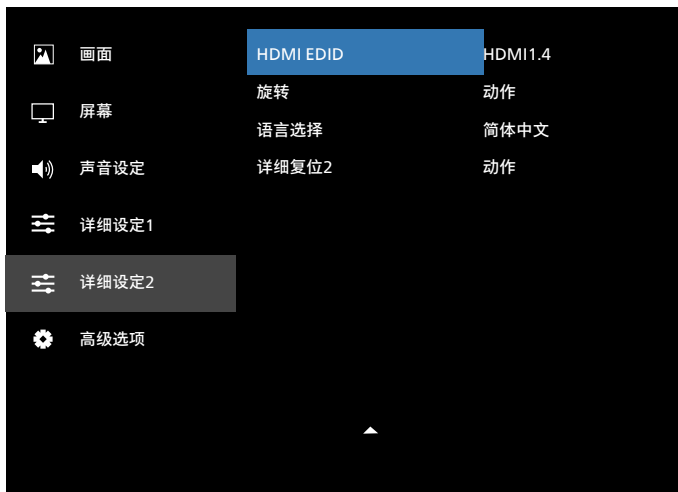 画面
HDMI EDID HDMI1.4
旋转 动作
屏幕
语言选择 简体中文
声音设定
详细复位2 动作
详细设定1
详细设定2
高级选项